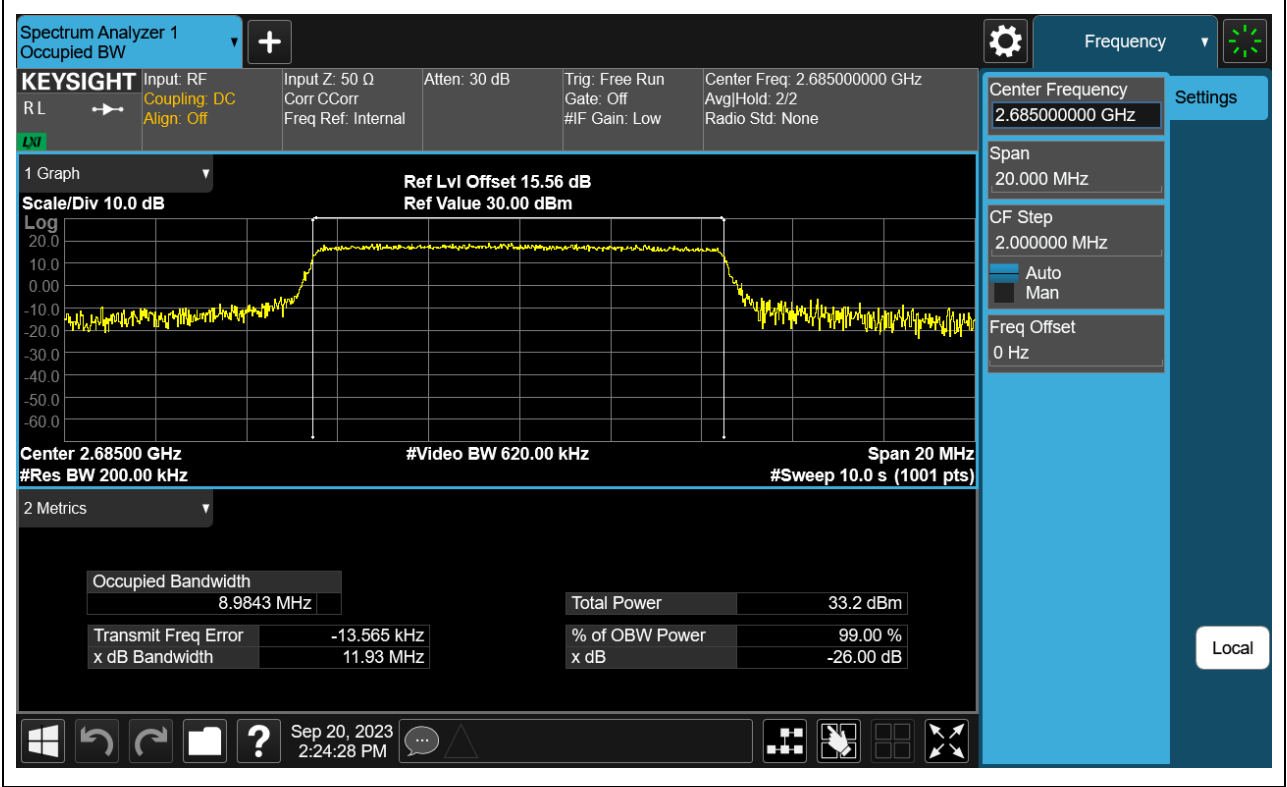 Spectrum Analyzer 1
Occupied BW
Frequency
KEYSIGHT
R L
LXI
Input: RF
Coupling: DC
Align: Off
Input Z: 50 Ω
Corr CCorr
Freq Ref: Internal
Atten: 30 dB
Trig: Free Run
Gate: Off
#IF Gain: Low
Center Freq: 2.685000000 GHz
Avg|Hold: 2/2
Radio Std: None
Center Frequency
2.685000000 GHz
Settings
Span
20.000 MHz
CF Step
2.000000 MHz
Auto
Man
Freq Offset
0 Hz
Local
1 Graph
Ref Lvl Offset 15.56 dB
Scale/Div 10.0 dB
Ref Value 30.00 dBm
Log
20.0
10.0
0.00
-10.0
-20.0
-30.0
-40.0
-50.0
-60.0
Center 2.68500 GHz
#Video BW 620.00 kHz
Span 20 MHz
#Res BW 200.00 kHz
#Sweep 10.0 s (1001 pts)
2 Metrics
Occupied Bandwidth
8.9843 MHz
Total Power 33.2 dBm
Transmit Freq Error -13.565 kHz
% of OBW Power 99.00 %
x dB Bandwidth 11.93 MHz
x dB -26.00 dB
?
Sep 20, 2023
2:24:28 PM